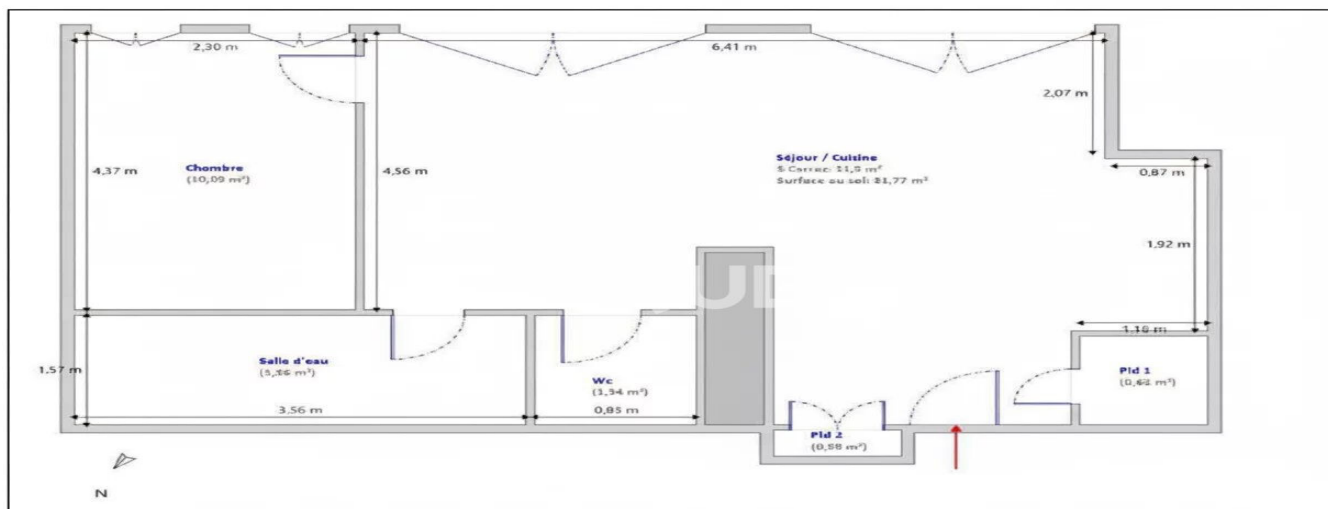 2,30 m
6,41 m
2,07 m
4,37 m
Chambre
(10,09 m²)
4,56 m
Séjour / Cuisine
Surface au sol:
0,87 m
1,92 m
1,18 m
1,57 m
Salle d'eau
3,56 m
Wc
0,85 m
Pld 1
Pld 2
N